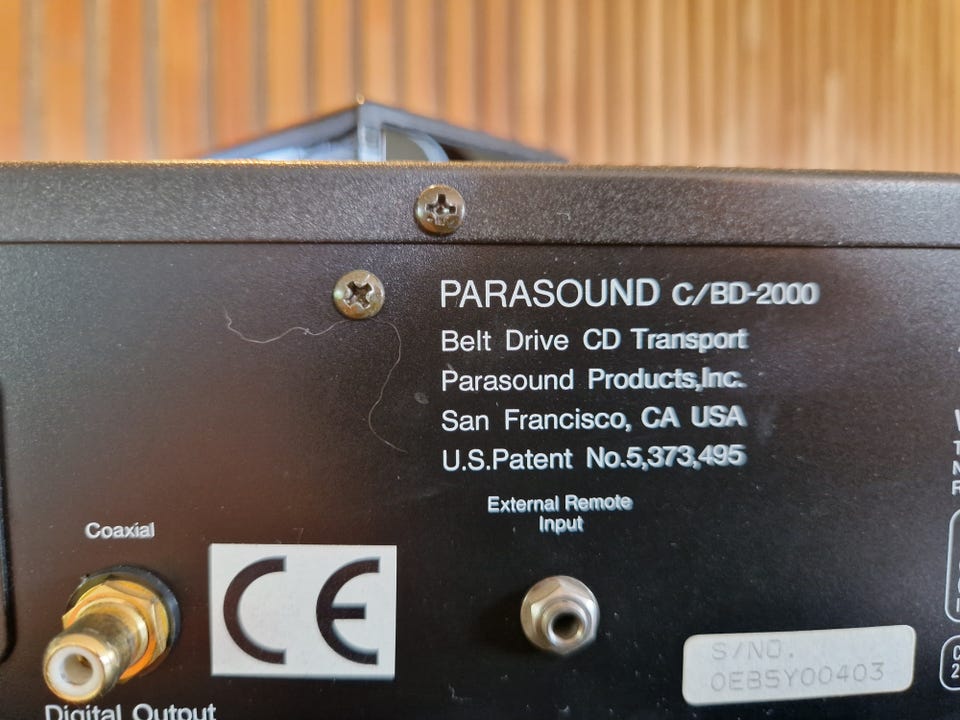 PARASOUND C/BD-2000
Belt Drive CD Transport
Parasound Products,Inc.
San Francisco, CA USA
U.S.Patent No.5,373,495
External Remote
Input
Coaxial
CE
S/NO.
0EB5Y00403
Digital Output